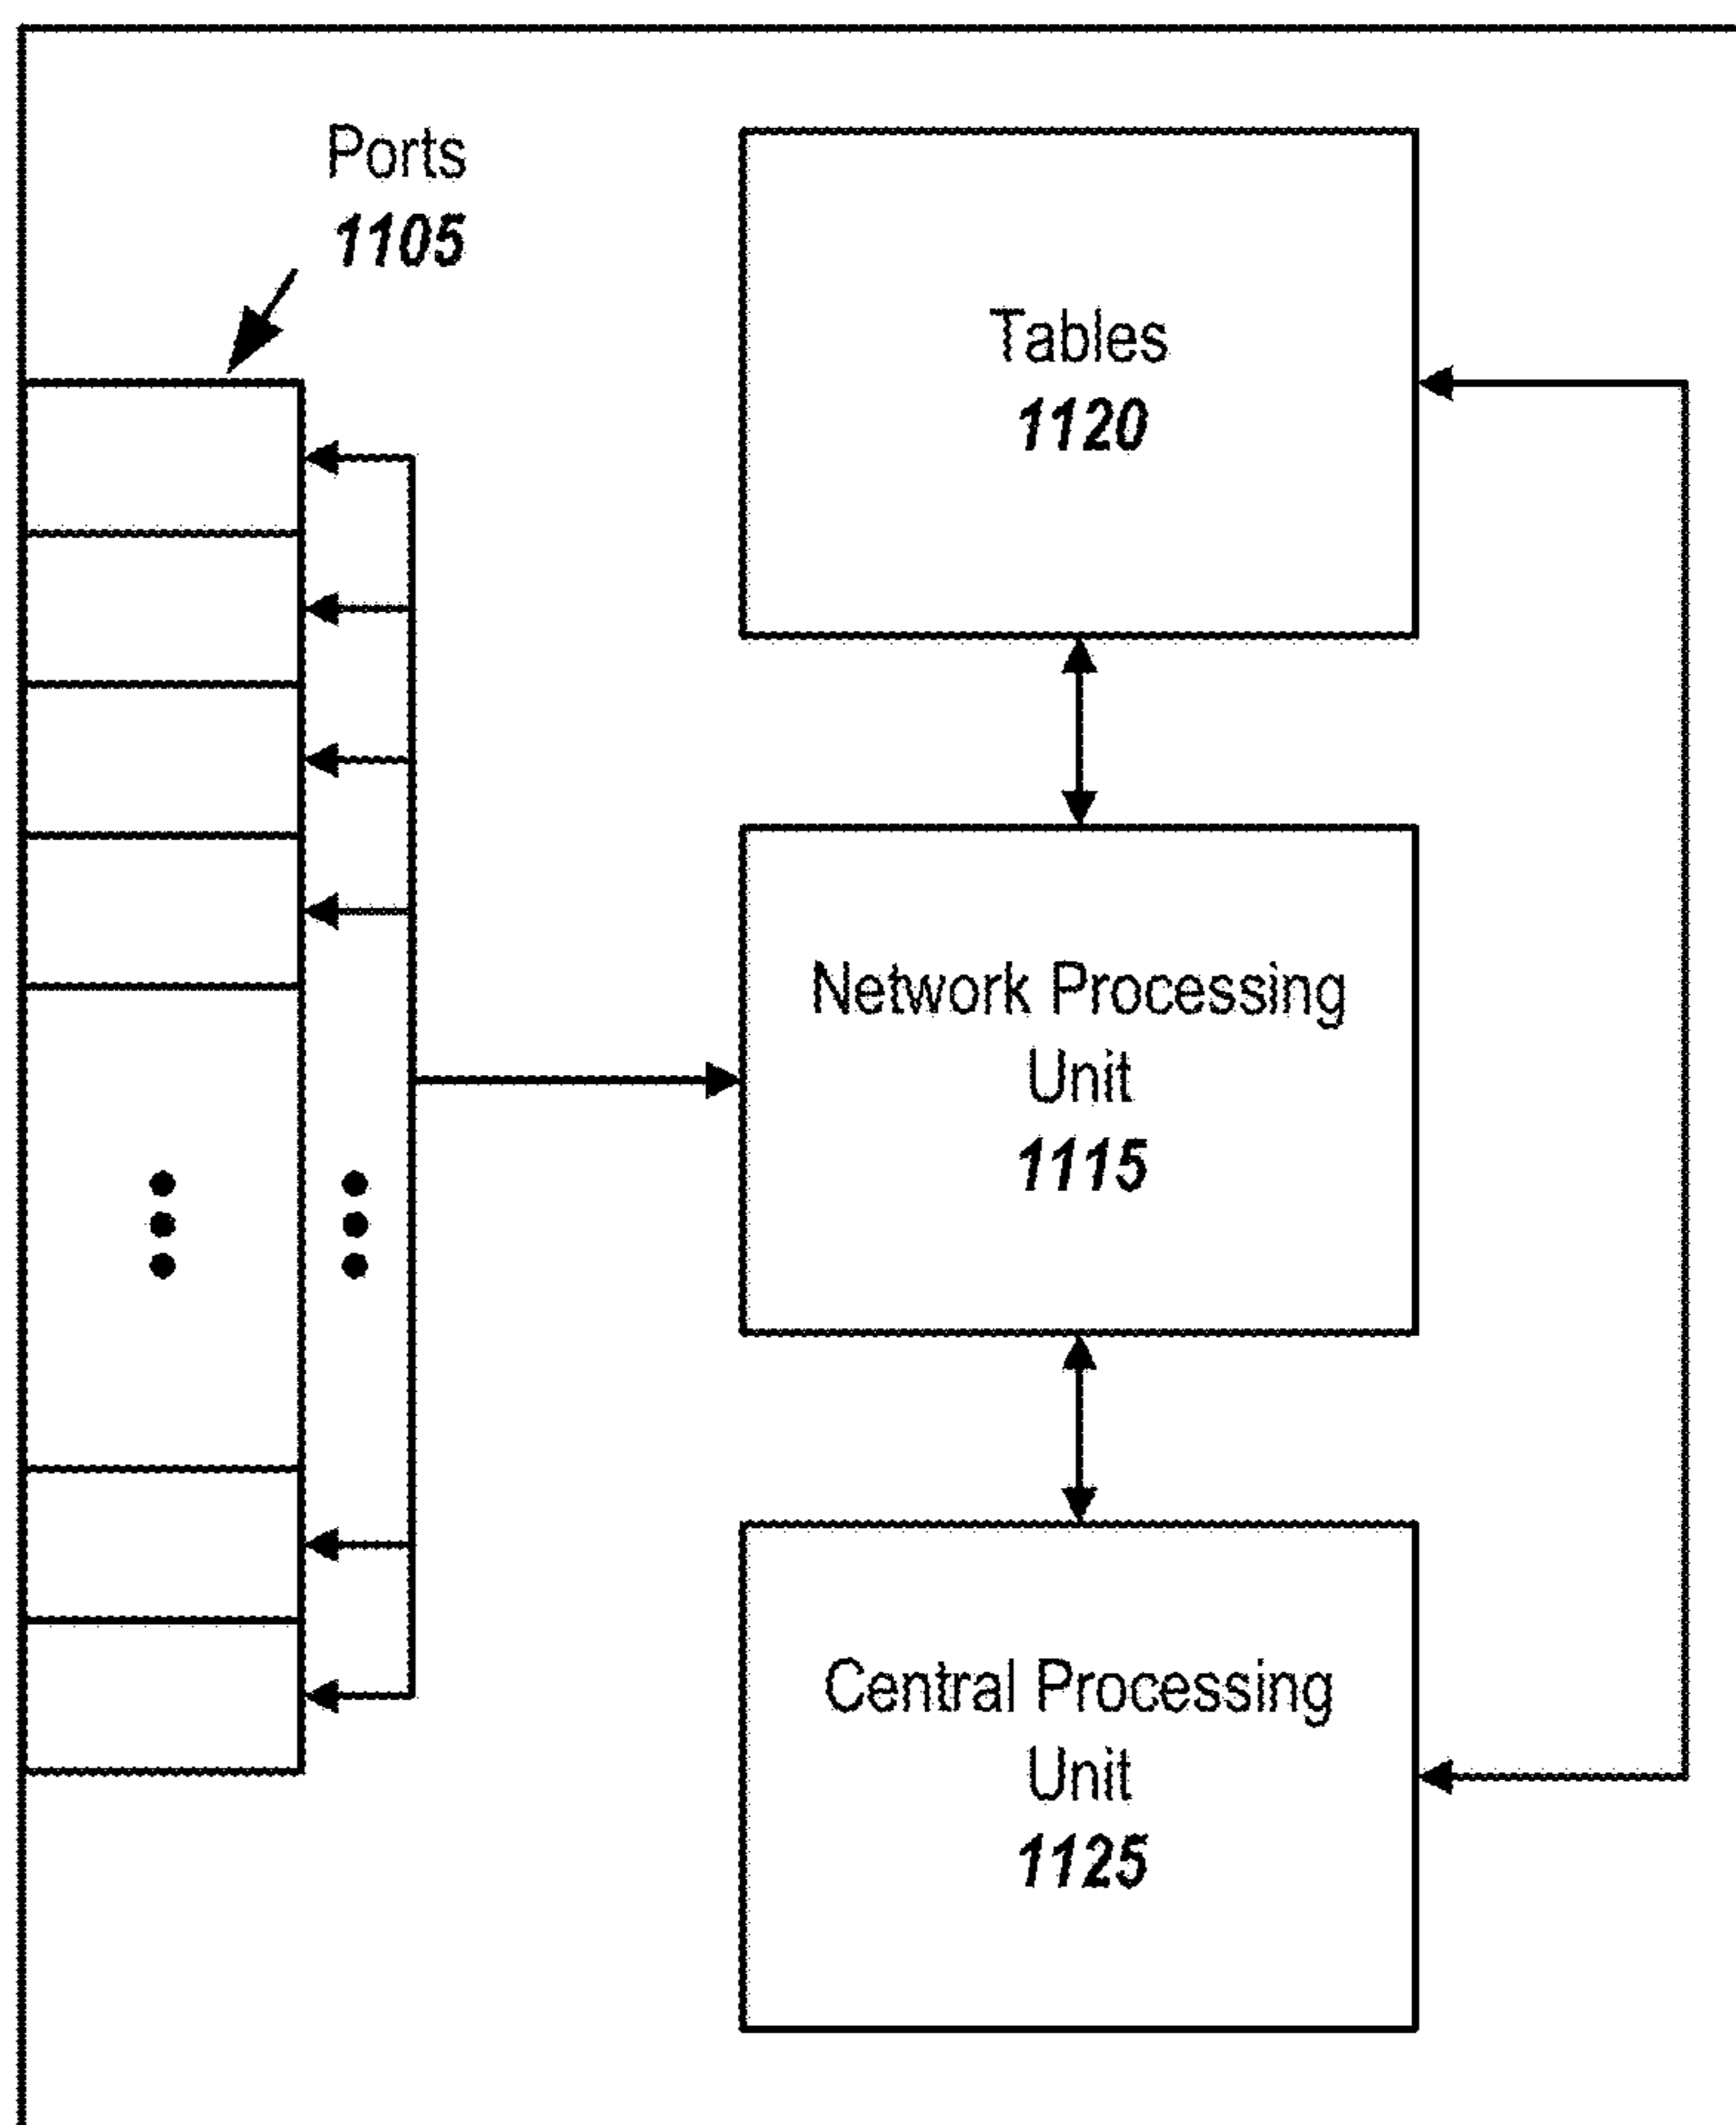 Ports
1105
Tables
1120
Network Processing
Unit
1115
Central Processing
Unit
1125